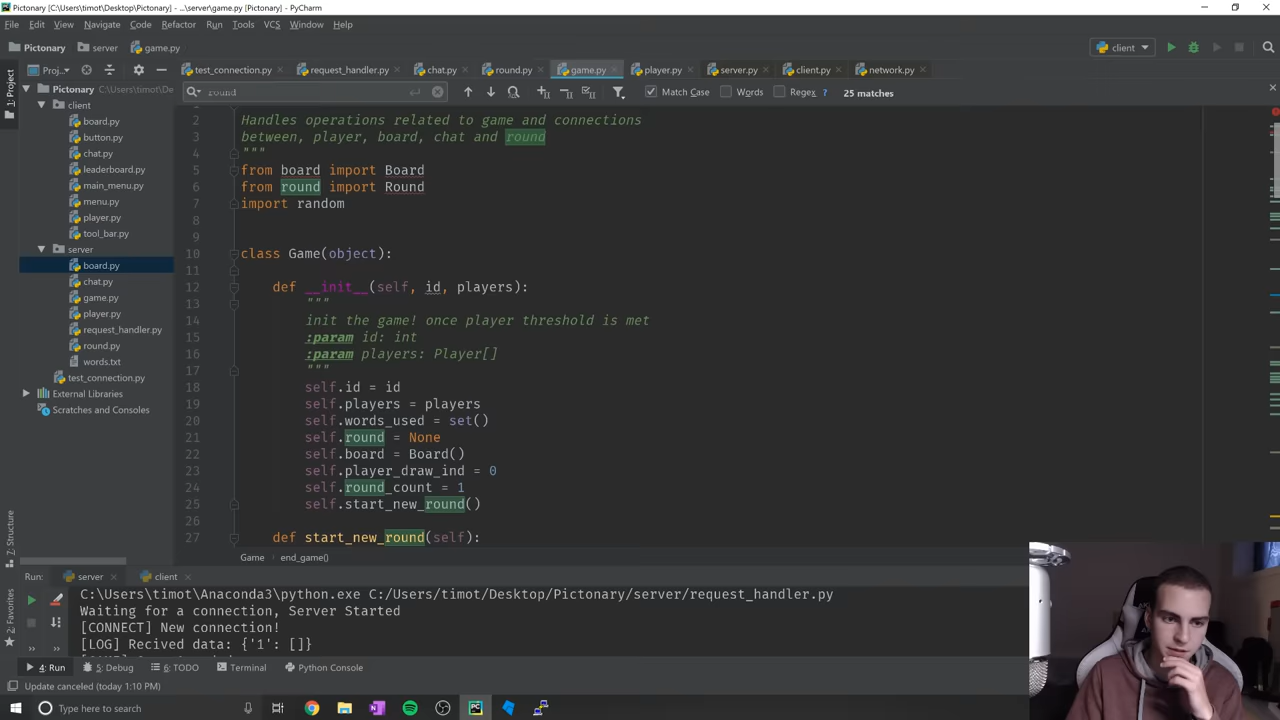 Pictonary [C:\Users\timot\Desktop\Pictonary] - ...\server\game.py [Pictonary] - PyCharm
File Edit View Navigate Code Refactor Run Tools VCS Window Help
Pictonary server game.py client
1: Project Proj... test_connection.py request_handler.py chat.py round.py game.py player.py server.py client.py network.py
Pictonary C:\Users\timot\D
round Match Case Words Regex ? 25 matches
client
board.py
button.py
chat.py
leaderboard.py
main_menu.py
menu.py
player.py
tool_bar.py
server
board.py
chat.py
game.py
player.py
request_handler.py
round.py
words.txt
test_connection.py
External Libraries
Scratches and Consoles
2 Handles operations related to game and connections
3 between, player, board, chat and round
4 """
5 from board import Board
6 from round import Round
7 import random
8
9
10 class Game(object):
11
12 def __init__(self, id, players):
13 """
14 init the game! once player threshold is met
15 :param id: int
16 :param players: Player[]
17 """
18 self.id = id
19 self.players = players
20 self.words_used = set()
21 self.round = None
22 self.board = Board()
23 self.player_draw_ind = 0
24 self.round_count = 1
25 self.start_new_round()
26
27 def start_new_round(self):
Game end_game()
7: Structure
2: Favorites
Run: server client
C:\Users\timot\Anaconda3\python.exe C:/Users/timot/Desktop/Pictonary/server/request_handler.py
Waiting for a connection, Server Started
[CONNECT] New connection!
[LOG] Recived data: {'1': []}
4: Run 5: Debug 6: TODO Terminal Python Console
Update canceled (today 1:10 PM)
Type here to search